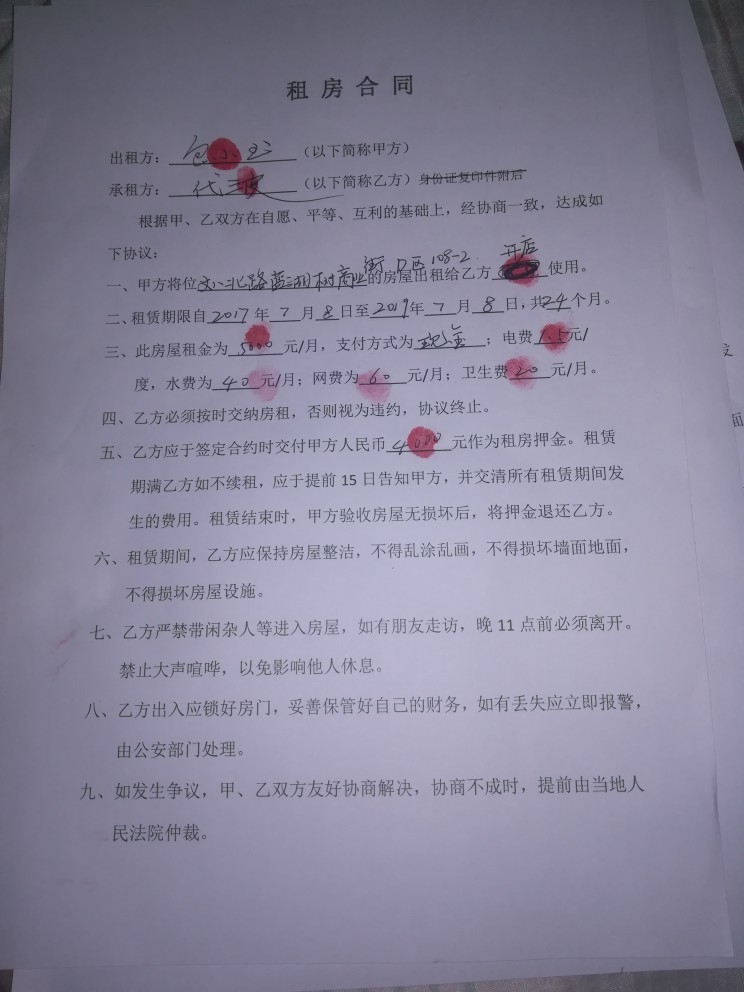 租房合同
出租方：（以下简称甲方）
承租方：代（以下简称乙方）身份证复印件附后
根据甲、乙双方在自愿、平等、互利的基础上，经协商一致，达成如
下协议：
一、甲方将位文八北路蓝湖树商业街D区108-2的房屋出租给乙方开店使用。
二、租赁期限自2017年7月8日至2019年7月8日，共24个月。
三、此房屋租金为5000元/月，支付方式为现金；电费1.5元/
度，水费为40元/月；网费为60元/月；卫生费20元/月。
四、乙方必须按时交纳房租，否则视为违约，协议终止。
五、乙方应于签定合约时交付甲方人民币4000元作为租房押金。租赁
期满乙方如不续租，应于提前15日告知甲方，并交清所有租赁期间发
生的费用。租赁结束时，甲方验收房屋无损坏后，将押金退还乙方。
六、租赁期间，乙方应保持房屋整洁，不得乱涂乱画，不得损坏墙面地面，
不得损坏房屋设施。
七、乙方严禁带闲杂人等进入房屋，如有朋友走访，晚11点前必须离开。
禁止大声喧哗，以免影响他人休息。
八、乙方出入应锁好房门，妥善保管好自己的财务，如有丢失应立即报警，
由公安部门处理。
九、如发生争议，甲、乙双方友好协商解决，协商不成时，提前由当地人
民法院仲裁。
面